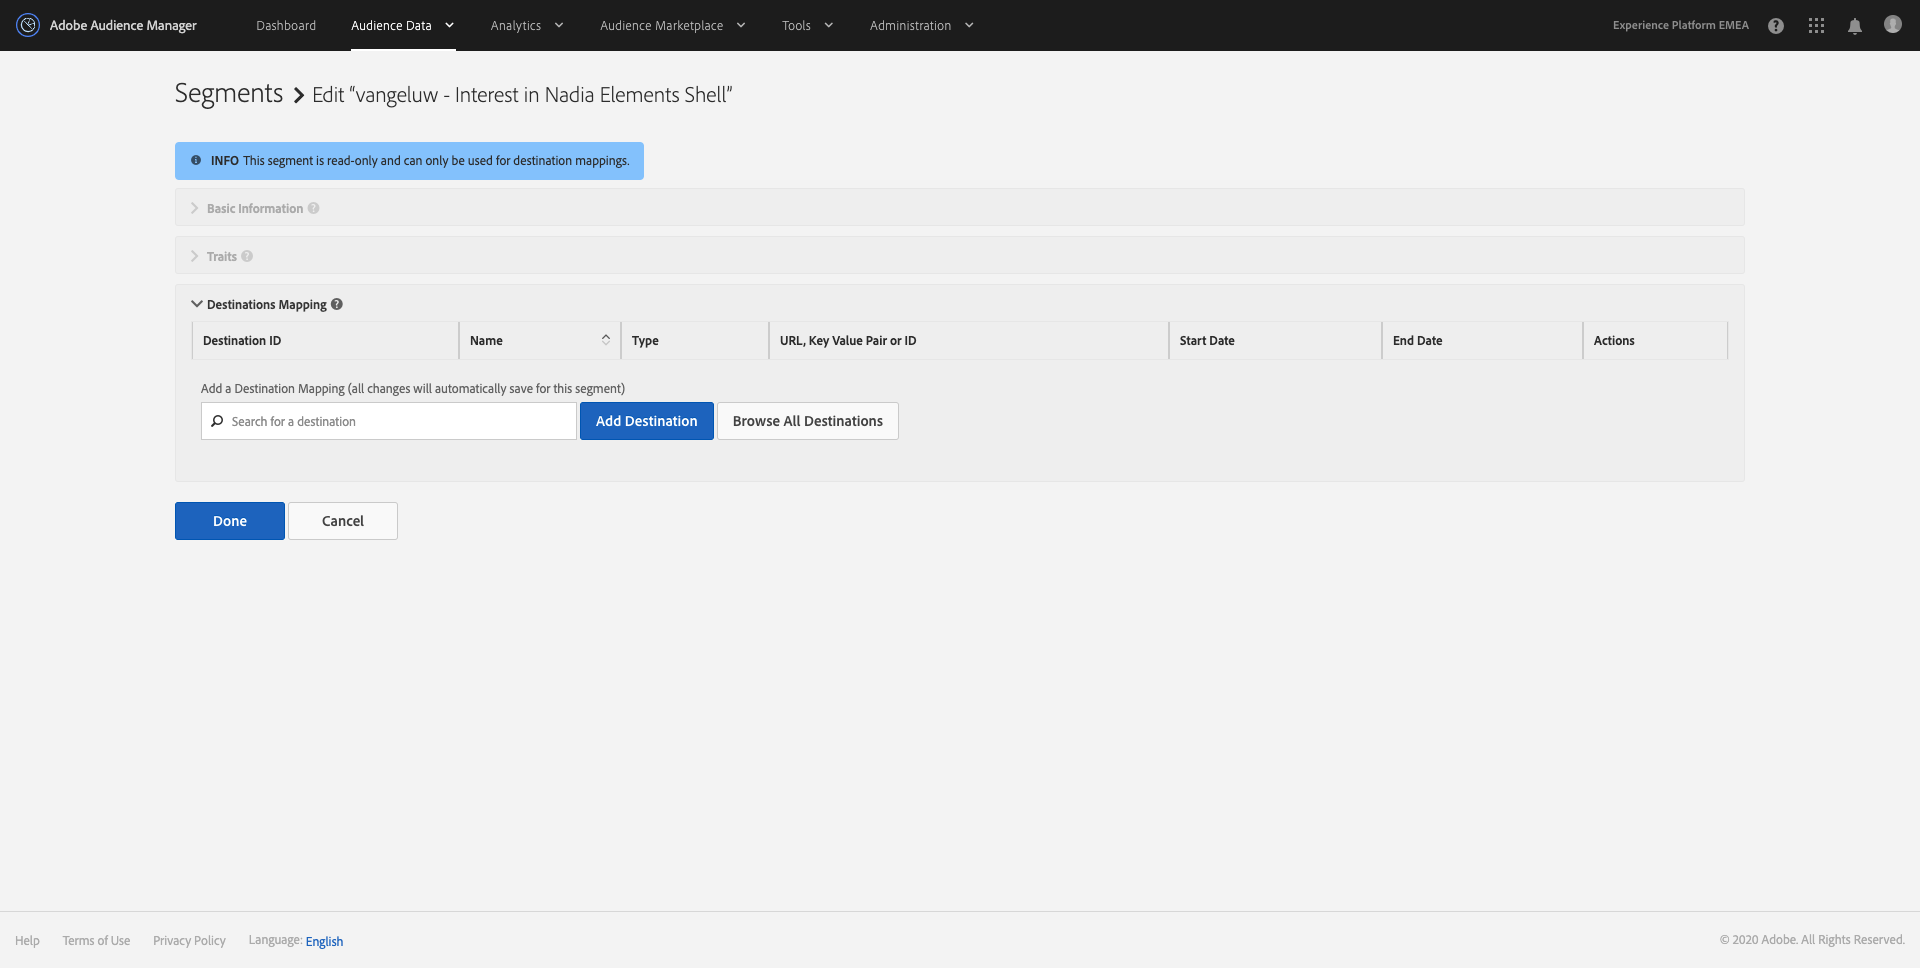 Adobe Audience Manager
Dashboard
Audience Data
Analytics
Audience Marketplace
Tools
Administration
Experience Platform EMEA
Segments
Edit “vangeluw - Interest in Nadia Elements Shell”
INFO This segment is read-only and can only be used for destination mappings.
Basic Information
Traits
Destinations Mapping
Destination ID
Name
Type
URL, Key Value Pair or ID
Start Date
End Date
Actions
Add a Destination Mapping (all changes will automatically save for this segment)
Search for a destination
Add Destination
Browse All Destinations
Done
Cancel
Help
Terms of Use
Privacy Policy
Language: English
© 2020 Adobe. All Rights Reserved.